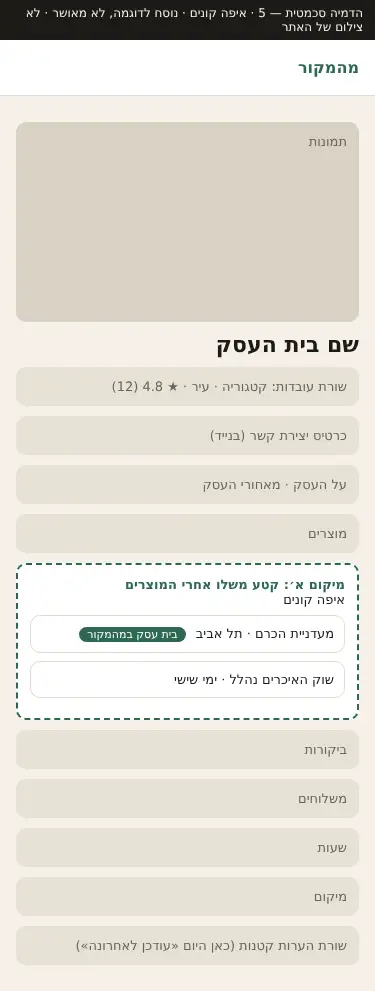 הדמיה סכמטית — 5 · איפה קונים · נוסח לדוגמה, לא מאושר · לא
צילום של האתר
מהמקור
תמונות
שם בית העסק
שורת עובדות: קטגוריה · עיר · ★ 4.8 (12)
כרטיס יצירת קשר (בנייד)
על העסק · מאחורי העסק
מוצרים
מיקום א׳: קטע משלו אחרי המוצרים
איפה קונים
מעדניית הכרם · תל אביב בית עסק במהמקור
שוק האיכרים נהלל · ימי שישי
ביקורות
משלוחים
שעות
מיקום
שורת הערות קטנות (כאן היום «עודכן לאחרונה»)